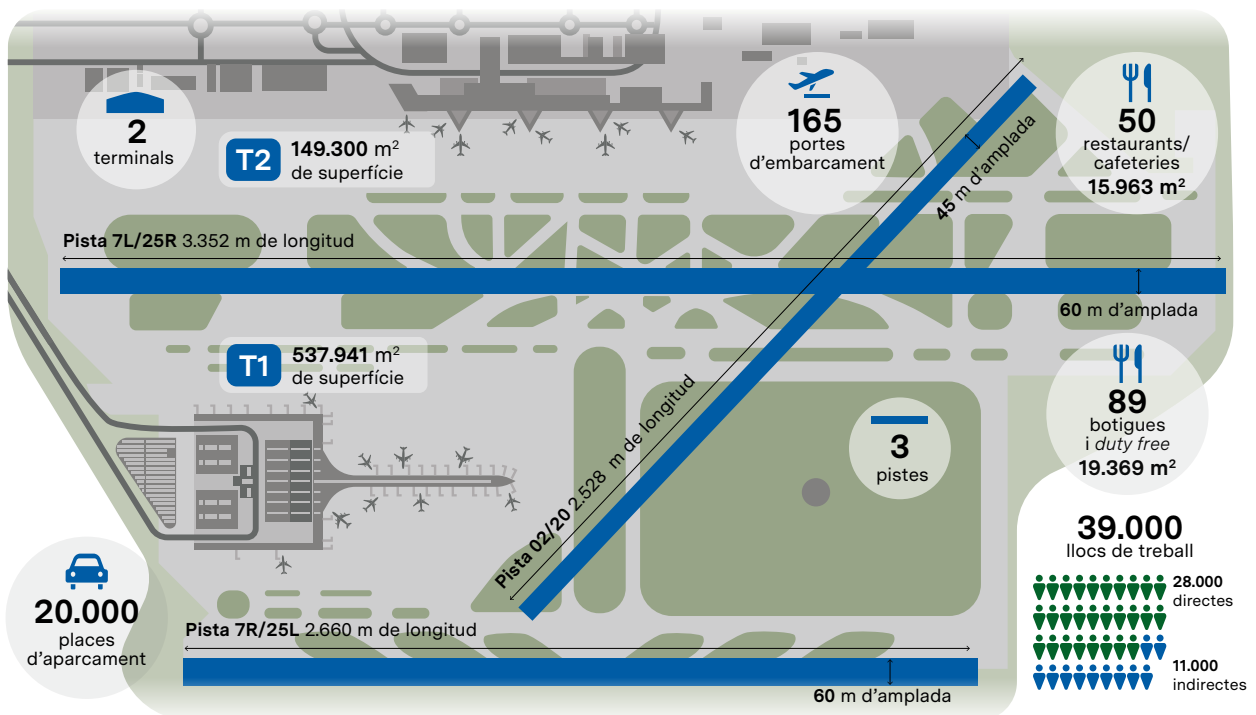 2
terminals
T2
149.300 m²
de superfície
165
portes
d’embarcament
50
restaurants/
cafeteries
15.963 m²
45 m d’amplada
Pista 7L/25R 3.352 m de longitud
60 m d’amplada
T1
537.941 m²
de superfície
Pista 02/20 2.528 m de longitud
3
pistes
89
botigues
i duty free
19.369 m²
39.000
llocs de treball
28.000
directes
11.000
indirectes
20.000
places
d’aparcament
Pista 7R/25L 2.660 m de longitud
60 m d’amplada